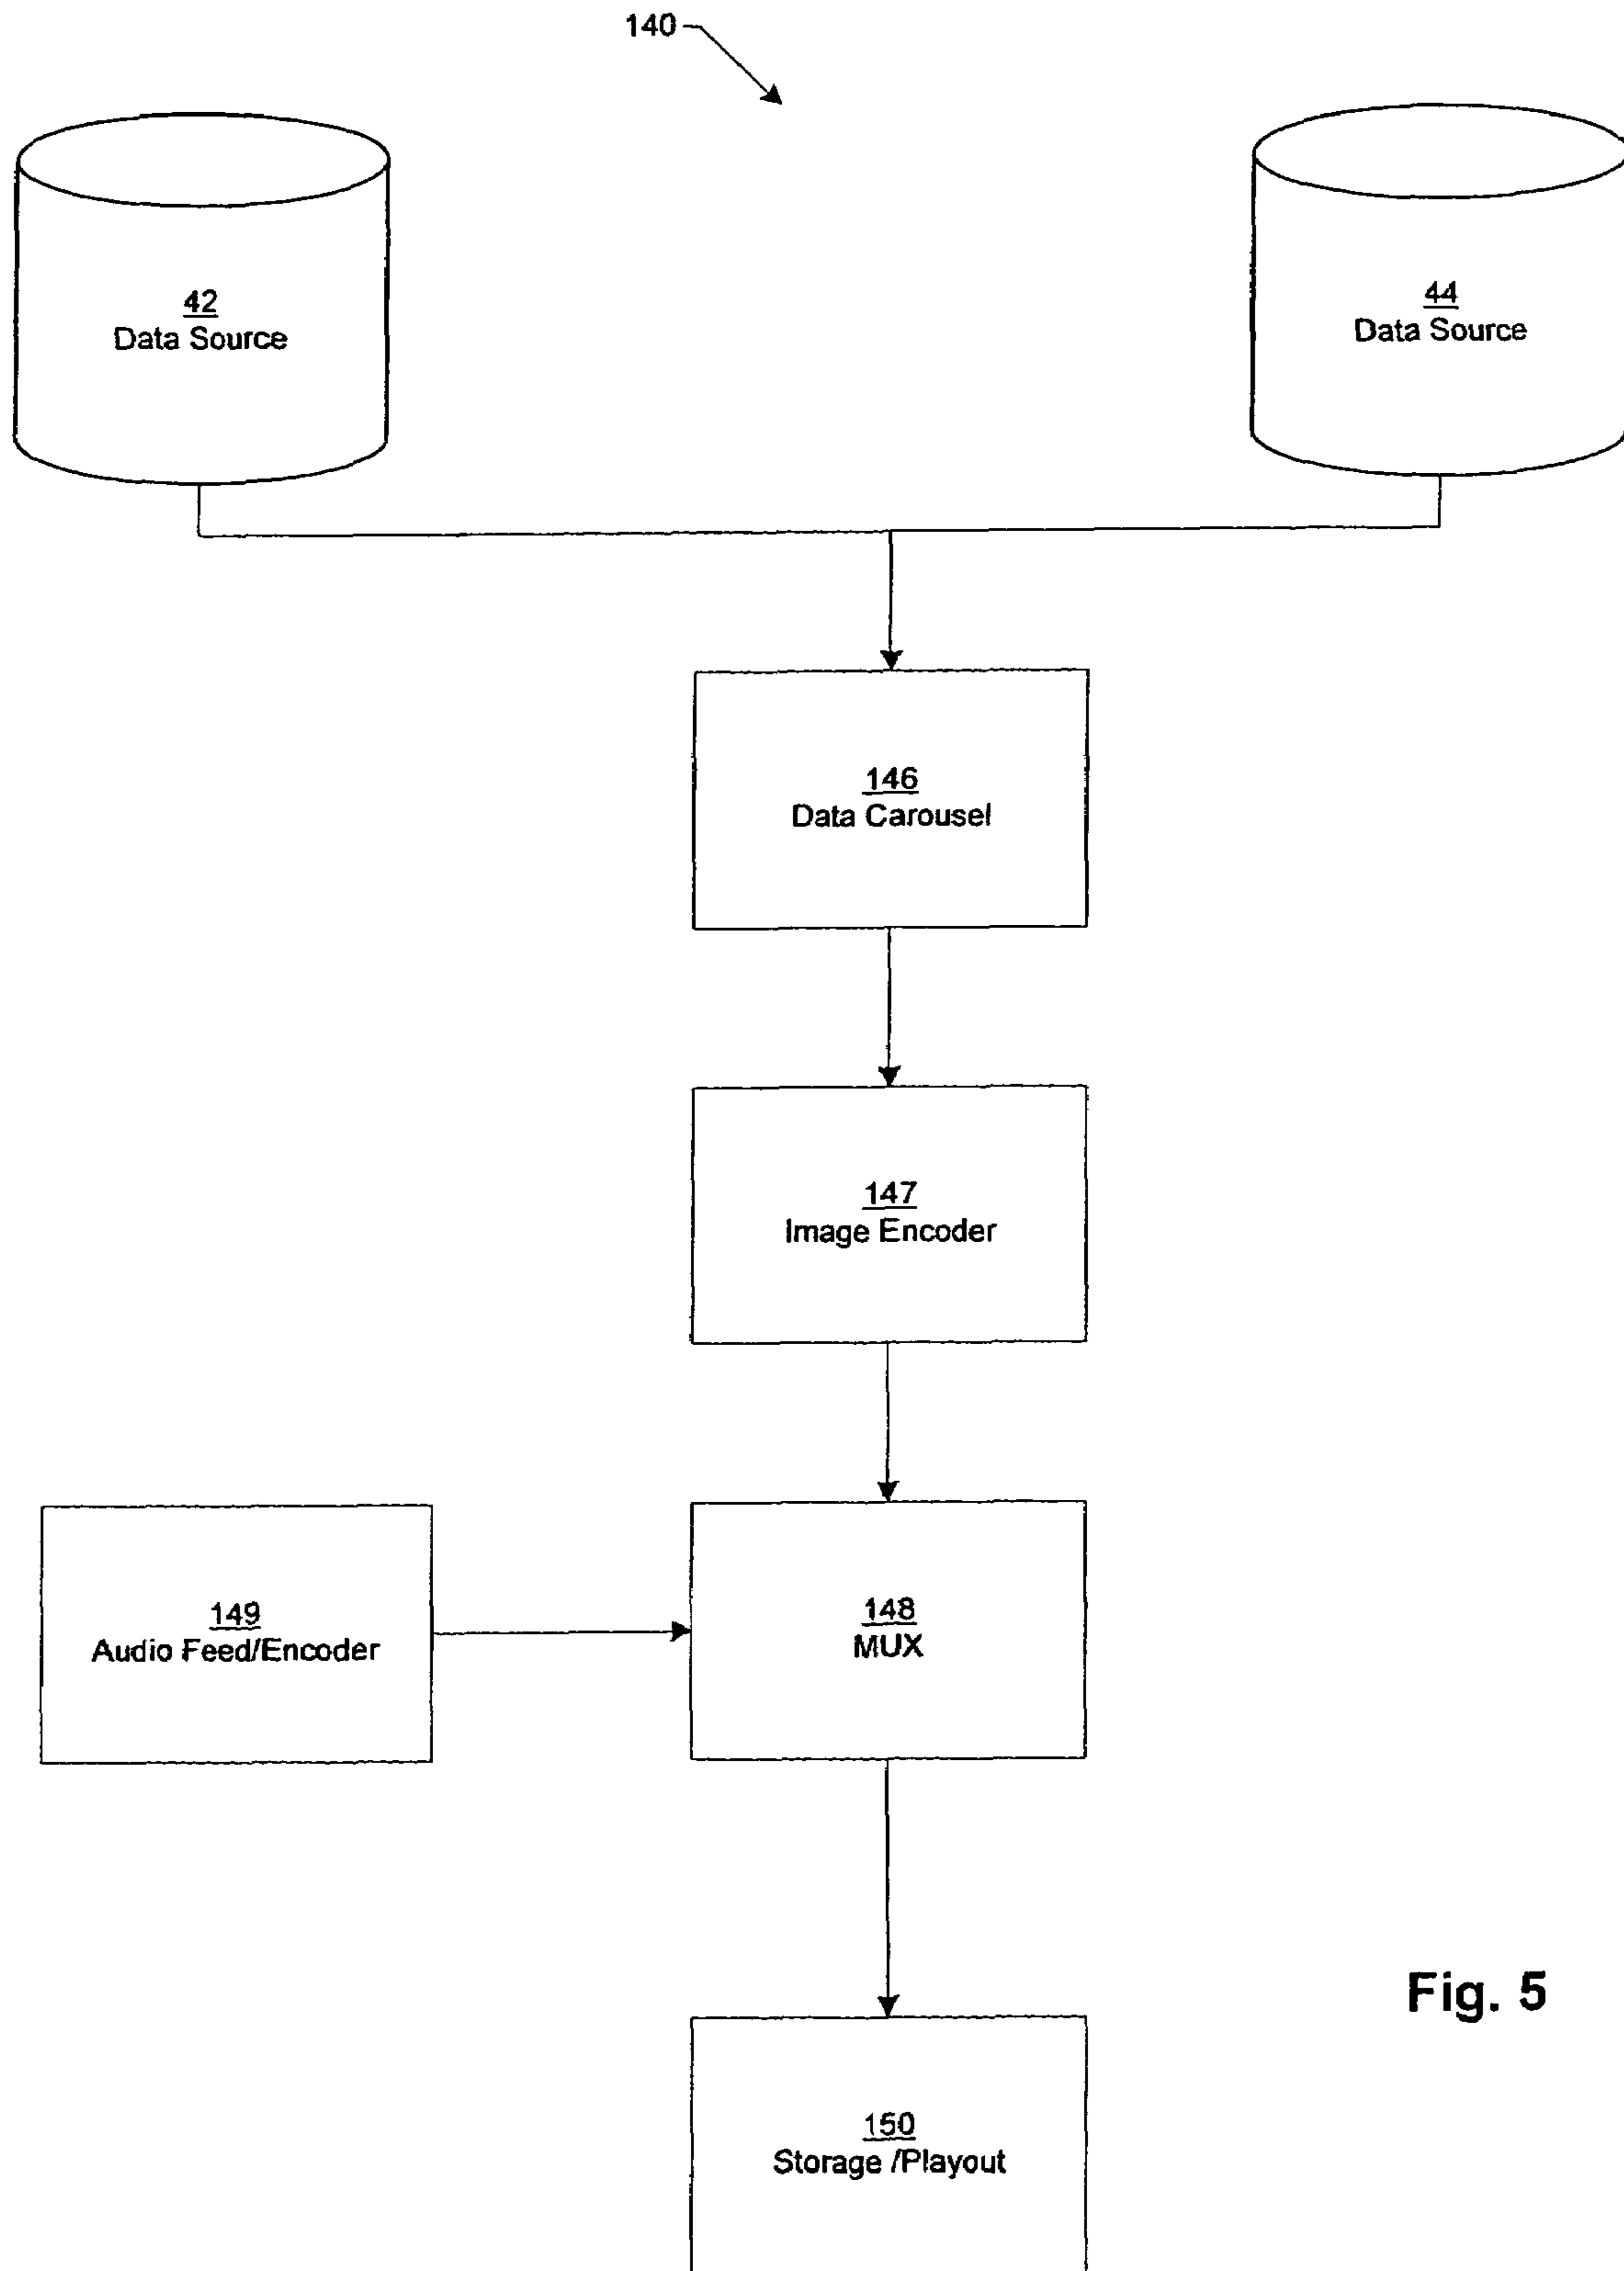 140
42
Data Source
44
Data Source
146
Data Carousel
147
Image Encoder
149
Audio Feed/Encoder
148
MUX
Fig. 5
150
Storage /Playout